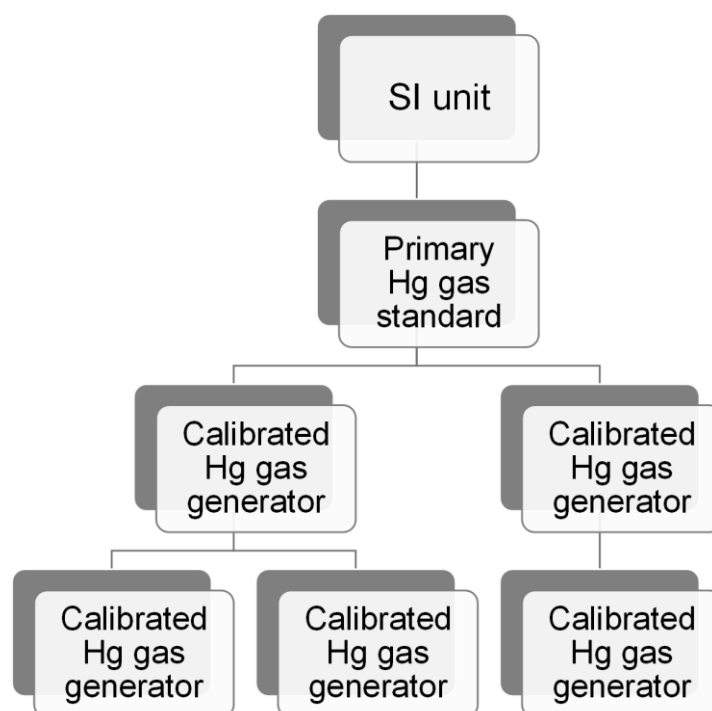 SI unit
Primary
Hg gas
standard
Calibrated
Hg gas
generator
Calibrated
Hg gas
generator
Calibrated
Hg gas
generator
Calibrated
Hg gas
generator
Calibrated
Hg gas
generator